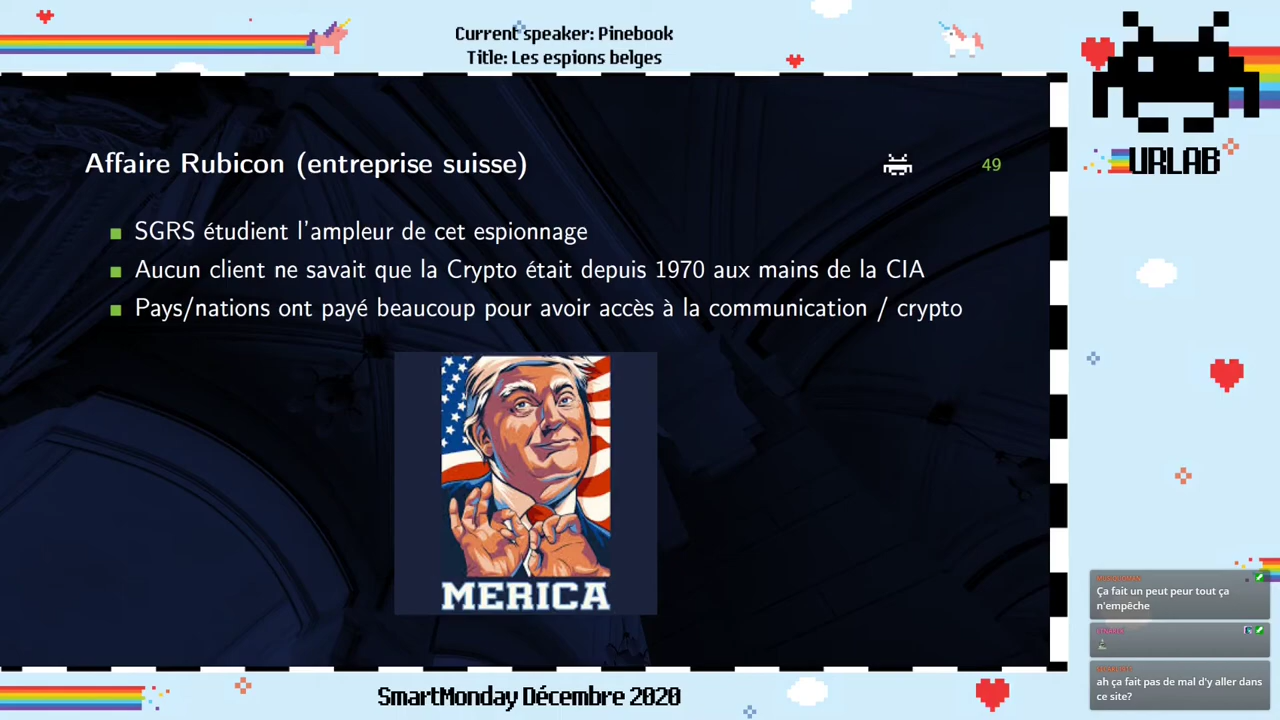 Current speaker: Pinebook
Title: Les espions belges
URLAB
Affaire Rubicon (entreprise suisse)
49
SGRS étudient l'ampleur de cet espionnage
Aucun client ne savait que la Crypto était depuis 1970 aux mains de la CIA
Pays/nations ont payé beaucoup pour avoir accès à la communication / crypto
MERICA
Ça fait un peut peur tout ça
n'empêche
ah ça fait pas de mal d'y aller dans
ce site?
SmartMonday Décembre 2020